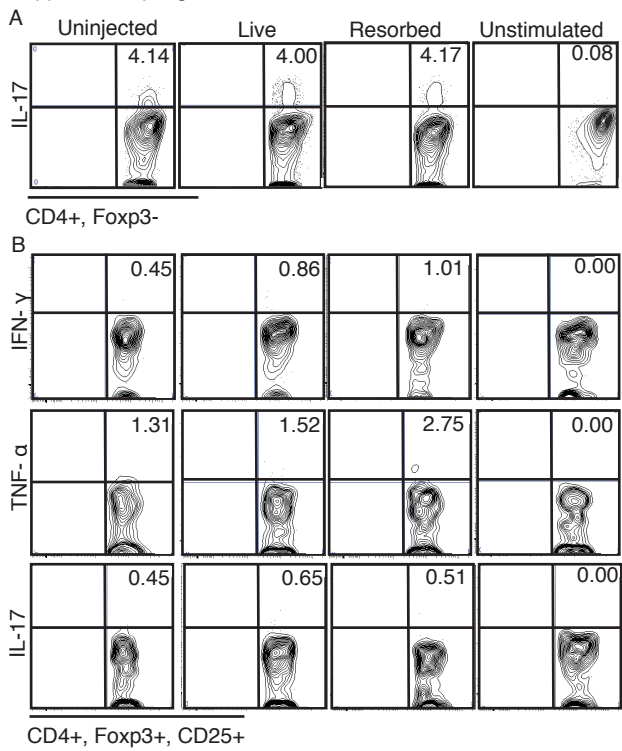 A
Uninjected Live Resorbed Unstimulated
IL-17
4.14 4.00 4.17 0.08
0
0
CD4+, Foxp3-
B
IFN- γ
0.45 0.86 1.01 0.00
TNF- α
1.31 1.52 2.75 0.00
IL-17
0.45 0.65 0.51 0.00
CD4+, Foxp3+, CD25+